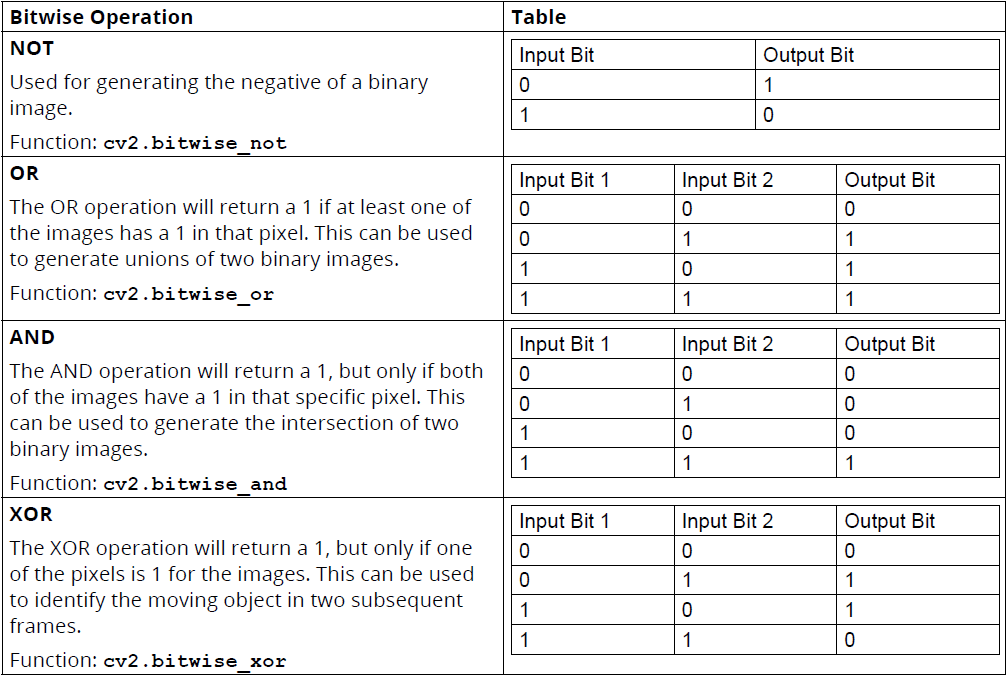 Bitwise Operation
Table
NOT
Used for generating the negative of a binary
image.
Function: cv2.bitwise_not
Input Bit Output Bit
0 1
1 0
OR
The OR operation will return a 1 if at least one of
the images has a 1 in that pixel. This can be used
to generate unions of two binary images.
Function: cv2.bitwise_or
Input Bit 1 Input Bit 2 Output Bit
0 0 0
0 1 1
1 0 1
1 1 1
AND
The AND operation will return a 1, but only if both
of the images have a 1 in that specific pixel. This
can be used to generate the intersection of two
binary images.
Function: cv2.bitwise_and
Input Bit 1 Input Bit 2 Output Bit
0 0 0
0 1 0
1 0 0
1 1 1
XOR
The XOR operation will return a 1, but only if one
of the pixels is 1 for the images. This can be used
to identify the moving object in two subsequent
frames.
Function: cv2.bitwise_xor
Input Bit 1 Input Bit 2 Output Bit
0 0 0
0 1 1
1 0 1
1 1 0